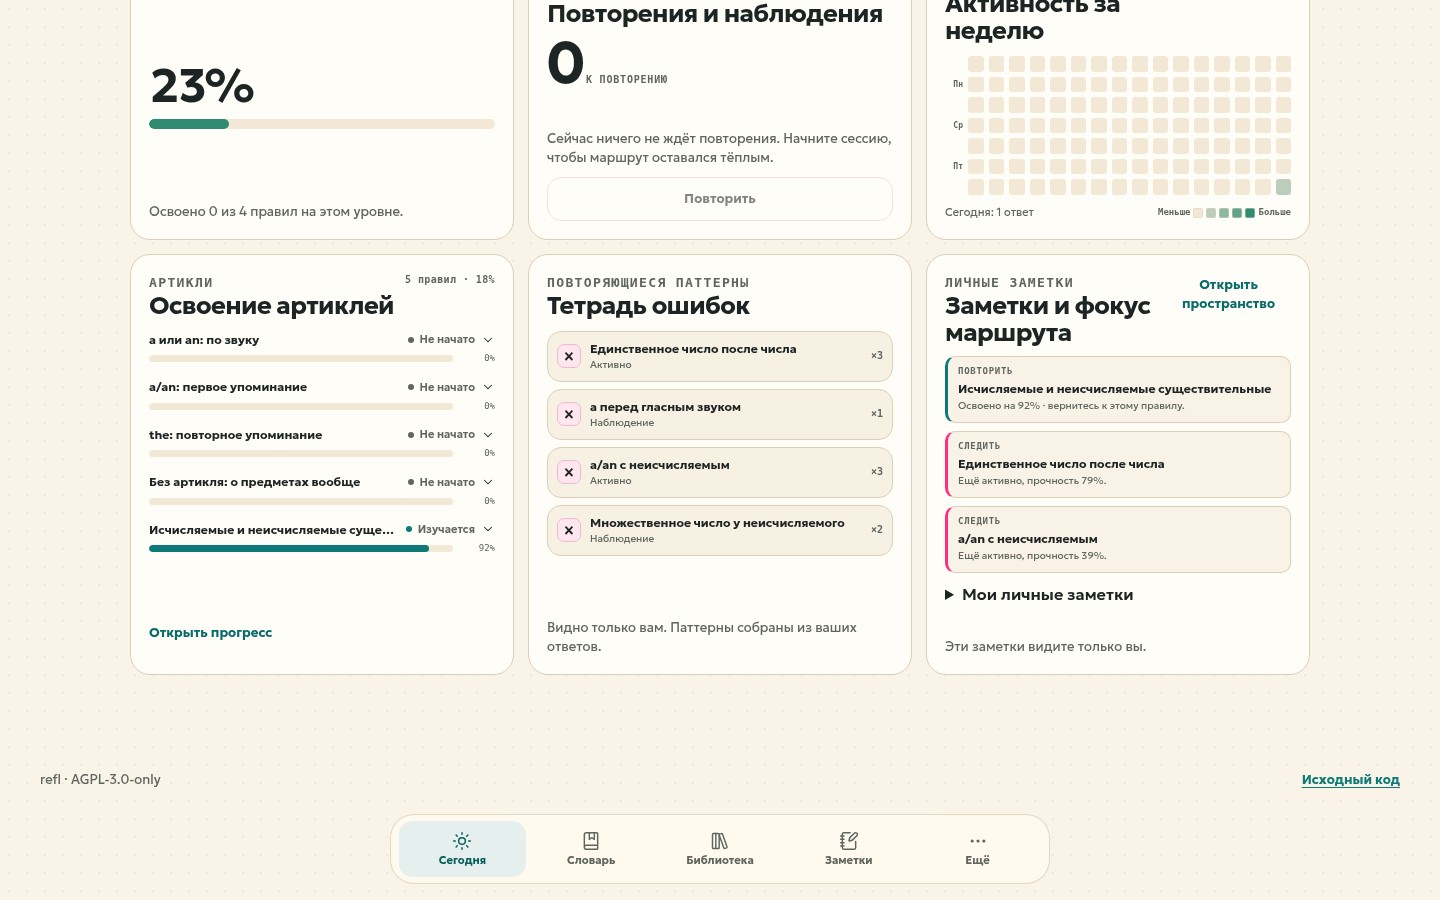 23%
Освоено 0 из 4 правил на этом уровне.
Повторения и наблюдения
0 К ПОВТОРЕНИЮ
Сейчас ничего не ждёт повторения. Начните сессию,
чтобы маршрут оставался тёплым.
Повторить
Активность за
неделю
Пн
Ср
Пт
Сегодня: 1 ответ
Меньше Больше
АРТИКЛИ
5 правил · 18%
Освоение артиклей
a или an: по звуку Не начато
0%
a/an: первое упоминание Не начато
0%
the: повторное упоминание Не начато
0%
Без артикля: о предметах вообще Не начато
0%
Исчисляемые и неисчисляемые суще... Изучается
92%
Открыть прогресс
ПОВТОРЯЮЩИЕСЯ ПАТТЕРНЫ
Тетрадь ошибок
Единственное число после числа
Активно
×3
a перед гласным звуком
Наблюдение
×1
a/an с неисчисляемым
Активно
×3
Множественное число у неисчисляемого
Наблюдение
×2
Видно только вам. Паттерны собраны из ваших
ответов.
ЛИЧНЫЕ ЗАМЕТКИ
Заметки и фокус
маршрута
Открыть
пространство
ПОВТОРИТЬ
Исчисляемые и неисчисляемые существительные
Освоено на 92% · вернитесь к этому правилу.
СЛЕДИТЬ
Единственное число после числа
Ещё активно, прочность 79%.
СЛЕДИТЬ
a/an с неисчисляемым
Ещё активно, прочность 39%.
Мои личные заметки
Эти заметки видите только вы.
refl · AGPL-3.0-only
Исходный код
Сегодня
Словарь
Библиотека
Заметки
Ещё